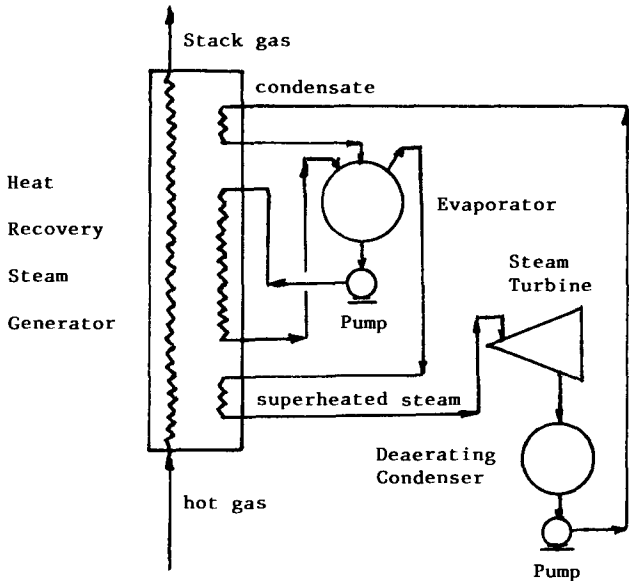 Stack gas
condensate
Heat
Recovery
Steam
Generator
Evaporator
Steam
Turbine
Pump
superheated steam
Deaerating
Condenser
hot gas
Pump